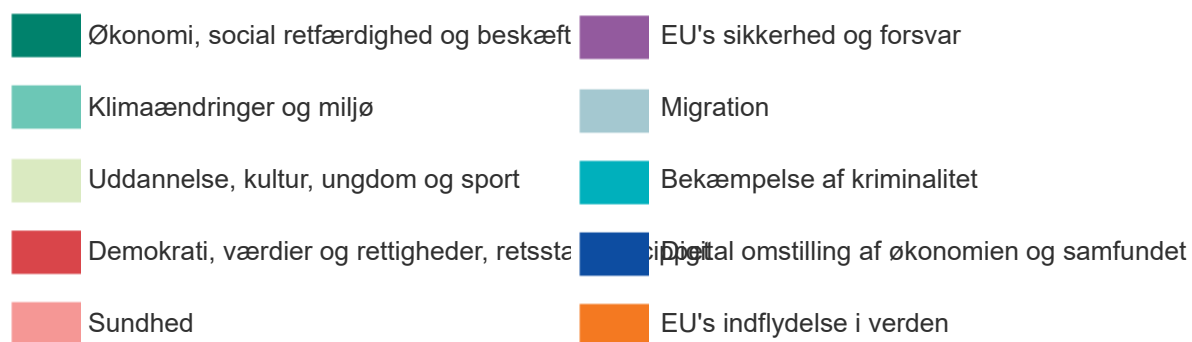 Økonomi, social retfærdighed og beskæft
Klimaændringer og miljø
Uddannelse, kultur, ungdom og sport
Demokrati, værdier og rettigheder, retssta
Sundhed
EU's sikkerhed og forsvar
Migration
Bekæmpelse af kriminalitet
Digital omstilling af økonomien og samfundet
EU's indflydelse i verden